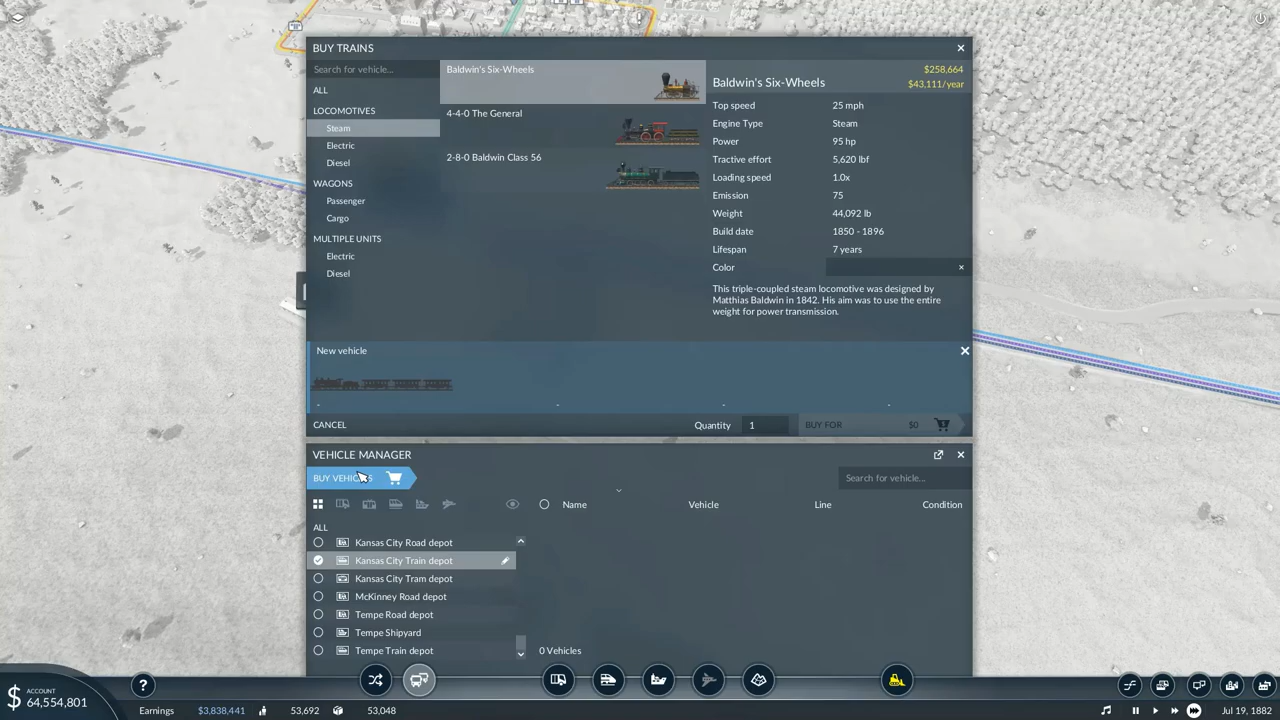 BUY TRAINS
Search for vehicle...
ALL
LOCOMOTIVES
Steam
Electric
Diesel
WAGONS
Passenger
Cargo
MULTIPLE UNITS
Electric
Diesel
Baldwin's Six-Wheels
4-4-0 The General
2-8-0 Baldwin Class 56
$258,664
Baldwin's Six-Wheels $43,111/year
Top speed 25 mph
Engine Type Steam
Power 95 hp
Tractive effort 5,620 lbf
Loading speed 1.0x
Emission 75
Weight 44,092 lb
Build date 1850 - 1896
Lifespan 7 years
Color
This triple-coupled steam locomotive was designed by
Matthias Baldwin in 1842. His aim was to use the entire
weight for power transmission.
New vehicle
- - - -
CANCEL Quantity 1 BUY FOR $0
VEHICLE MANAGER
BUY VEHICLES Search for vehicle...
Name Vehicle Line Condition
ALL
Kansas City Road depot
Kansas City Train depot
Kansas City Tram depot
McKinney Road depot
Tempe Road depot
Tempe Shipyard
Tempe Train depot
0 Vehicles
$ ACCOUNT
64,554,801
?
Earnings $3,838,441 53,692 53,048 Jul 19, 1882